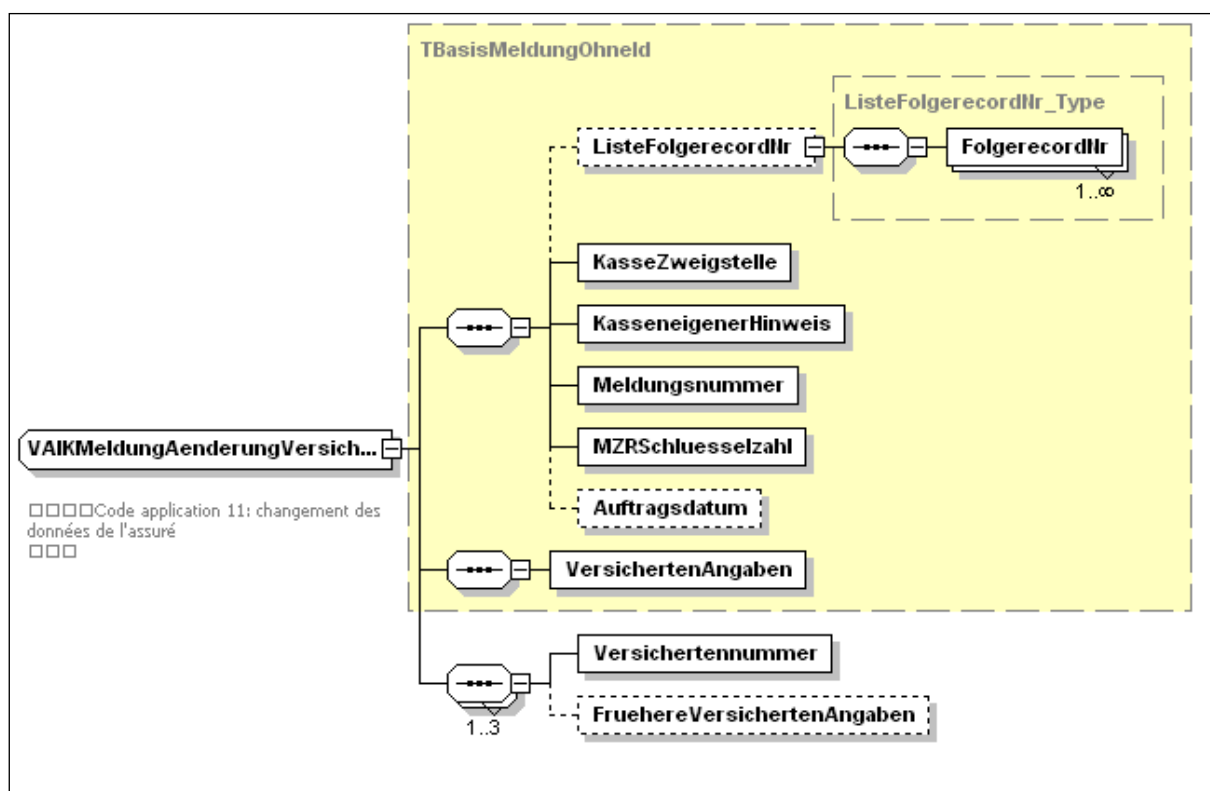 TBasisMeldungOhneId
ListeFolgerecordNr_Type
ListeFolgerecordNr
FolgerecordNr
1..∞
KasseZweigstelle
KasseneigenerHinweis
Meldungsnummer
MZRSchluesselzahl
Auftragsdatum
VAIKMeldungAenderungVersich...
□□□□Code application 11: changement des
données de l'assuré
□□□
VersichertenAngaben
Versichertennummer
FruehereVersichertenAngaben
1..3